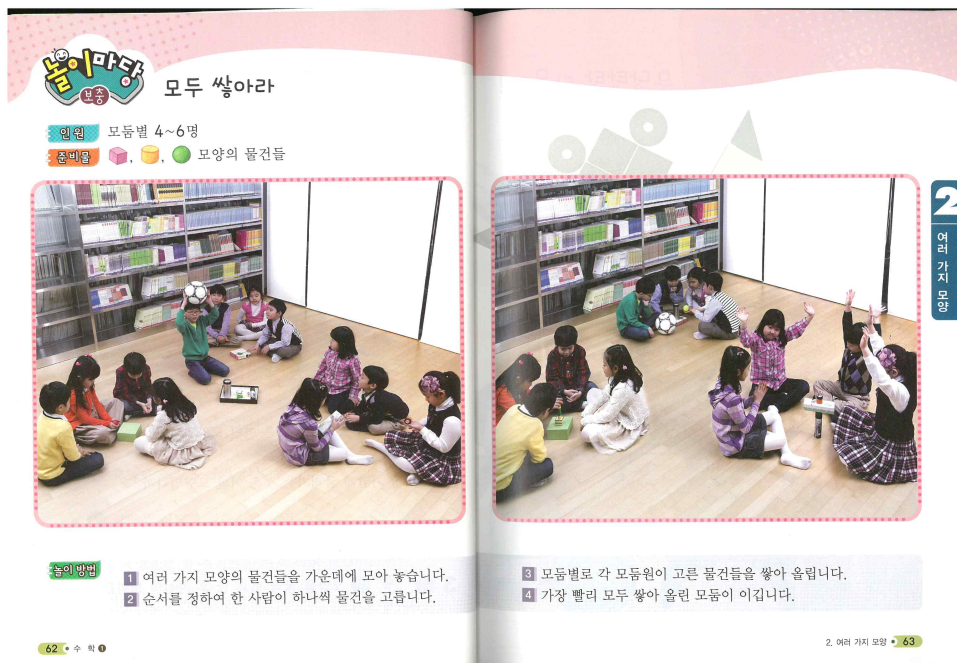 놀이마당
보충
모두 쌓아라
인원 모둠별 4~6명
준비물 , , 모양의 물건들
놀이 방법
1 여러 가지 모양의 물건들을 가운데에 모아 놓습니다.
2 순서를 정하여 한 사람이 하나씩 물건을 고릅니다.
62 수 학 1
2
여러 가지 모양
3 모둠별로 각 모둠원이 고른 물건들을 쌓아 올립니다.
4 가장 빨리 모두 쌓아 올린 모둠이 이깁니다.
2. 여러 가지 모양 63